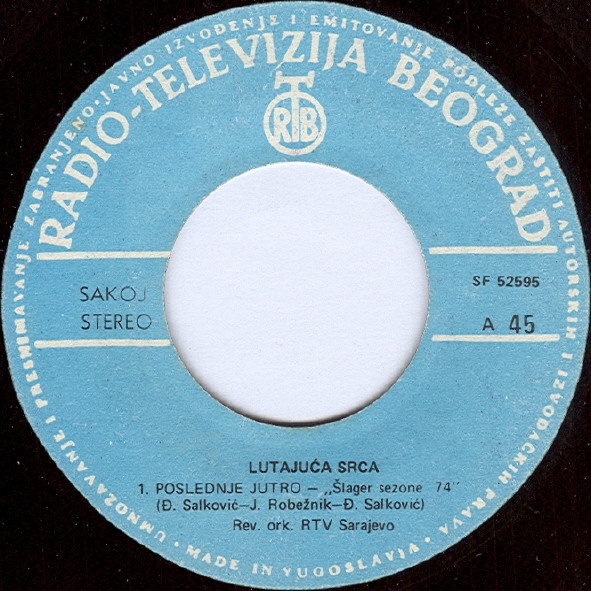 UMNOŽAVANJE I PRESNIMAVANJE ZABRANJENO • JAVNO IZVOĐENJE I EMITOVANJE PODLEŽE ZAŠTITI AUTORSKIH I IZVOĐAČKIH PRAVA •
RADIO-TELEVIZIJA BEOGRAD
RTB
SAKOJ
STEREO
SF 52595
A 45
LUTAJUĆA SRCA
1. POSLEDNJE JUTRO – „Šlager sezone 74"
(Đ. Salković–J. Robežnik–Đ. Salković)
Rev. ork. RTV Sarajevo
• MADE IN YUGOSLAVIA •